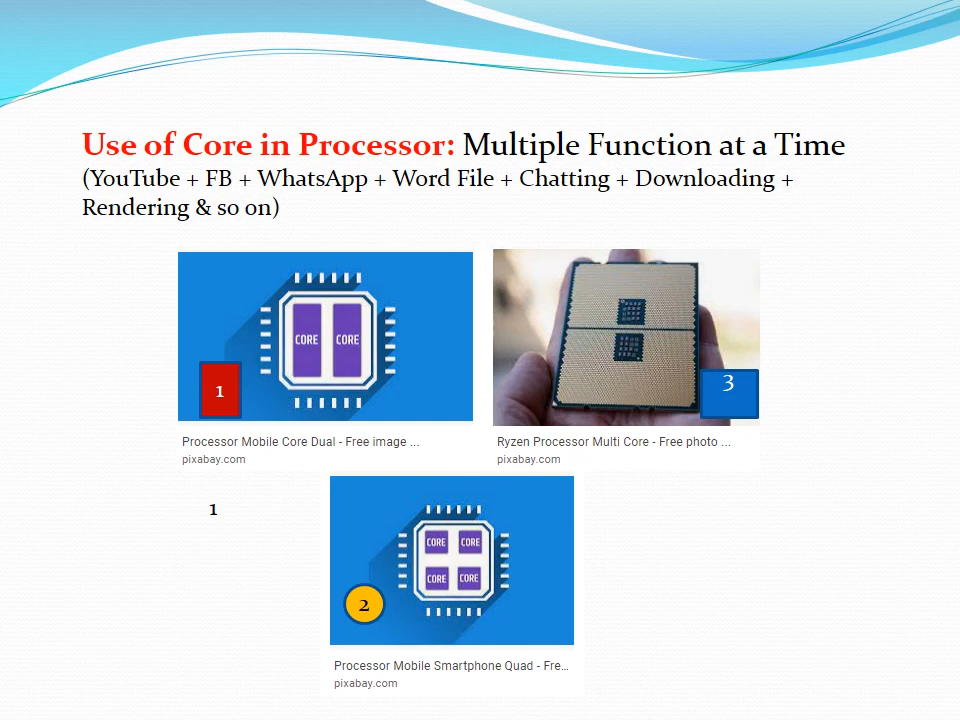 Use of Core in Processor: Multiple Function at a Time
(YouTube + FB + WhatsApp + Word File + Chatting + Downloading +
Rendering & so on)
CORE CORE
1
Processor Mobile Core Dual - Free image ...
pixabay.com
3
Ryzen Processor Multi Core - Free photo ...
pixabay.com
1
CORE CORE
CORE CORE
2
Processor Mobile Smartphone Quad - Fre...
pixabay.com